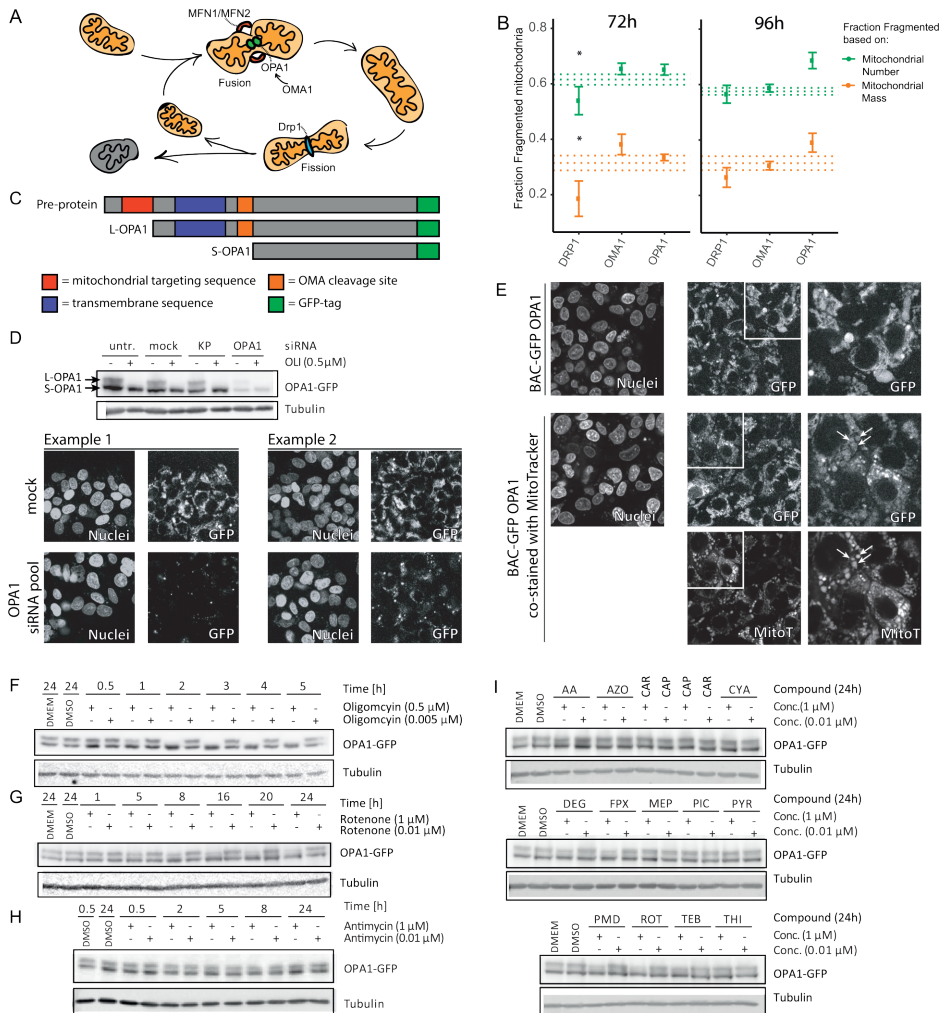 A
MFN1/MFN2
OPA1
Fusion
OMA1
Drp1
Fission
B
72h
96h
Fraction Fragmented
based on:
Mitochondrial
Number
Mitochondrial
Mass
Fraction Fragmented mitochodnria
0.8
0.6
0.4
0.2
*
*
DRP1
OMA1
OPA1
DRP1
OMA1
OPA1
C
Pre-protein
L-OPA1
S-OPA1
= mitochondrial targeting sequence
= OMA cleavage site
= transmembrane sequence
= GFP-tag
D
untr. mock KP OPA1 siRNA
- + - + - + - + OLI (0.5µM)
L-OPA1
S-OPA1
OPA1-GFP
Tubulin
Example 1
Example 2
mock
Nuclei
GFP
Nuclei
GFP
OPA1
siRNA pool
Nuclei
GFP
Nuclei
GFP
E
BAC-GFP OPA1
Nuclei
GFP
GFP
BAC-GFP OPA1
co-stained with MitoTracker
Nuclei
GFP
GFP
MitoT
MitoT
F
24 24 0.5 1 2 3 4 5 Time [h]
DMEM
DMSO
+ + + + + + Oligomcyin (0.5 µM)
+ + + + + + Oligomcyin (0.005 µM)
OPA1-GFP
Tubulin
G
24 24 1 5 8 16 20 24 Time [h]
DMEM
DMSO
+ + + + + + Rotenone (1 µM)
+ + + + + + Rotenone (0.01 µM)
OPA1-GFP
Tubulin
H
0.5 24 0.5 2 5 8 24 Time [h]
DMSO
DMSO
+ + + + + Antimycin (1 µM)
+ + + + + Antimycin (0.01 µM)
OPA1-GFP
Tubulin
I
AA AZO CAR CAP CAP CAR CYA Compound (24h)
DMEM
DMSO
+ + + + + Conc.(1 µM)
+ + + + + Conc. (0.01 µM)
OPA1-GFP
Tubulin
DEG FPX MEP PIC PYR Compound (24h)
DMEM
DMSO
+ + + + + Conc. (1 µM)
+ + + + + Conc. (0.01 µM)
OPA1-GFP
Tubulin
PMD ROT TEB THI Compound (24h)
DMEM
DMSO
+ + + + Conc. (1 µM)
+ + + + Conc. (0.01 µM)
OPA1-GFP
Tubulin